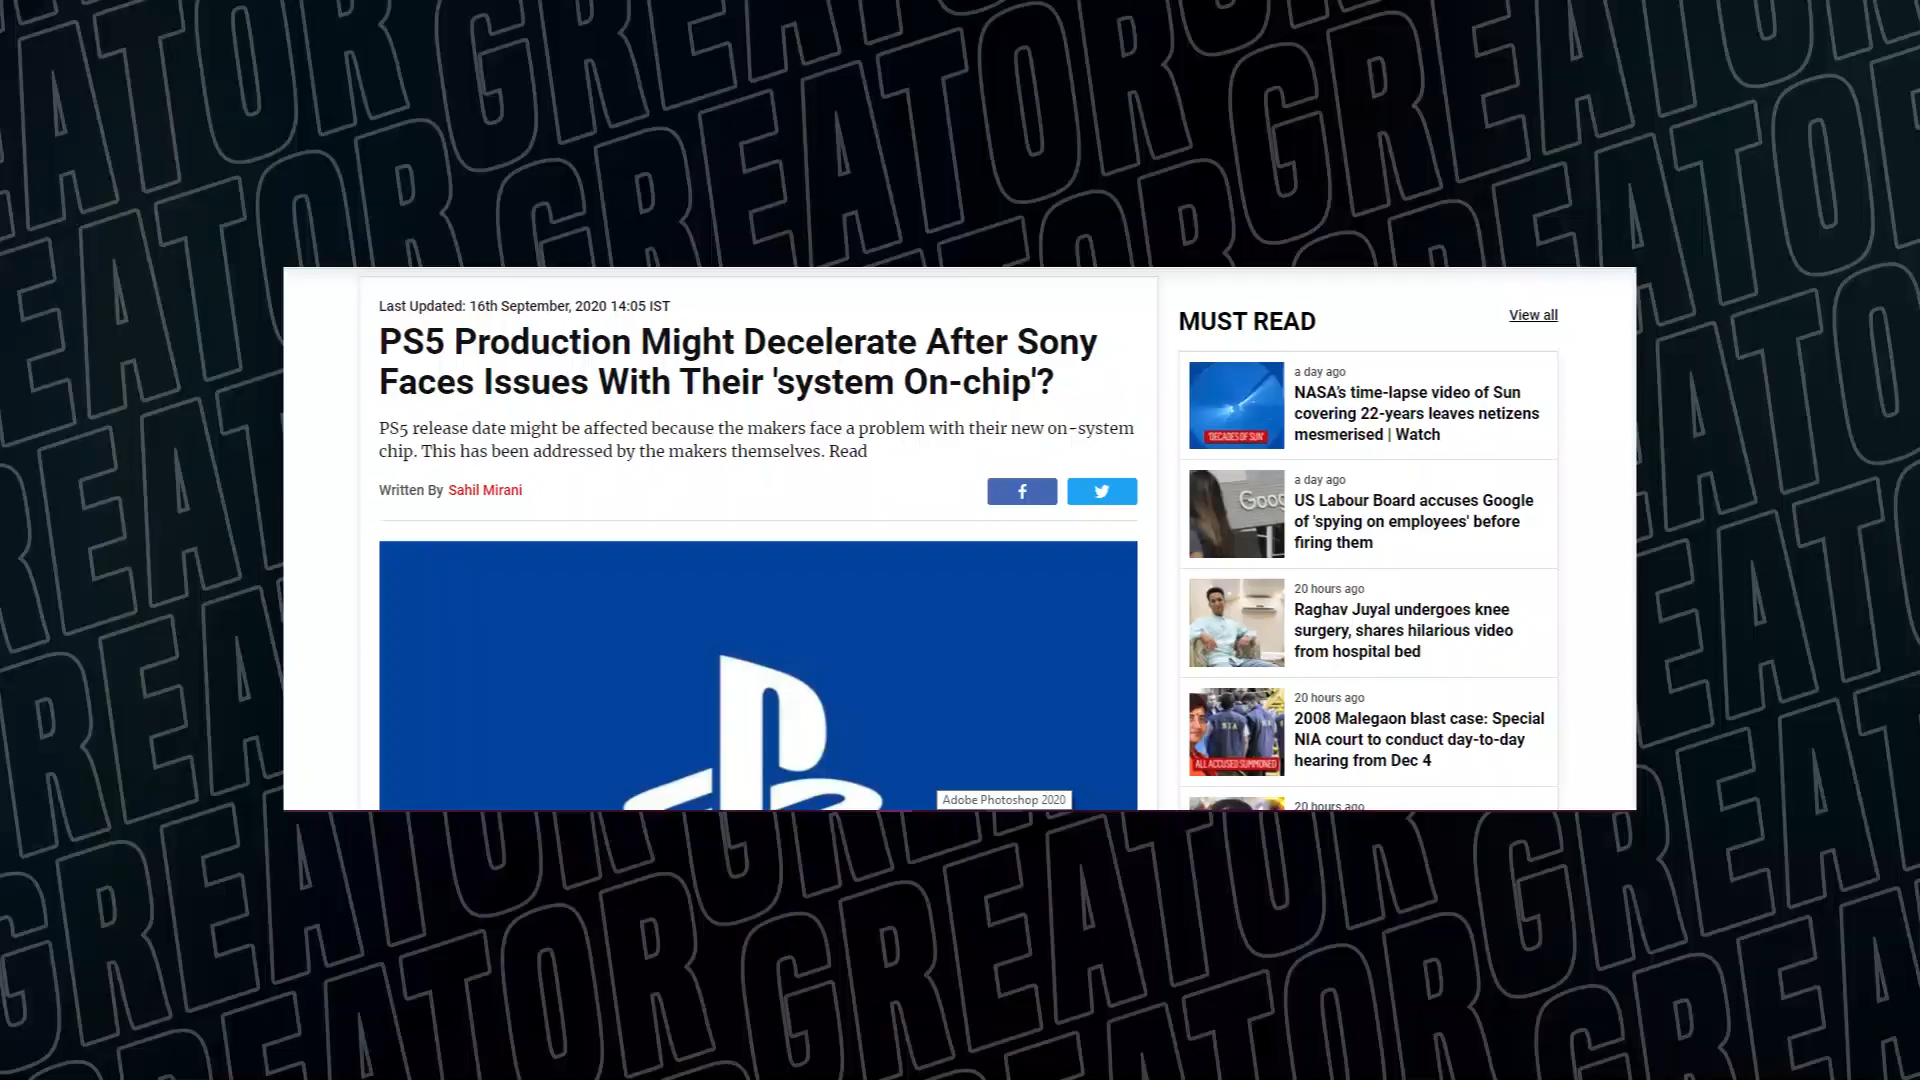 GREATOR GREATOR
Last Updated: 16th September, 2020 14:05 IST
PS5 Production Might Decelerate After Sony
Faces Issues With Their 'system On-chip'?
PS5 release date might be affected because the makers face a problem with their new on-system
chip. This has been addressed by the makers themselves. Read
Written By Sahil Mirani
MUST READ
View all
'DECADES OF SUN'
a day ago
NASA's time-lapse video of Sun
covering 22-years leaves netizens
mesmerised | Watch
Goog
a day ago
US Labour Board accuses Google
of 'spying on employees' before
firing them
20 hours ago
Raghav Juyal undergoes knee
surgery, shares hilarious video
from hospital bed
NIA
ALL ACCUSED SUMMONED
20 hours ago
2008 Malegaon blast case: Special
NIA court to conduct day-to-day
hearing from Dec 4
20 hours ago
Adobe Photoshop 2020